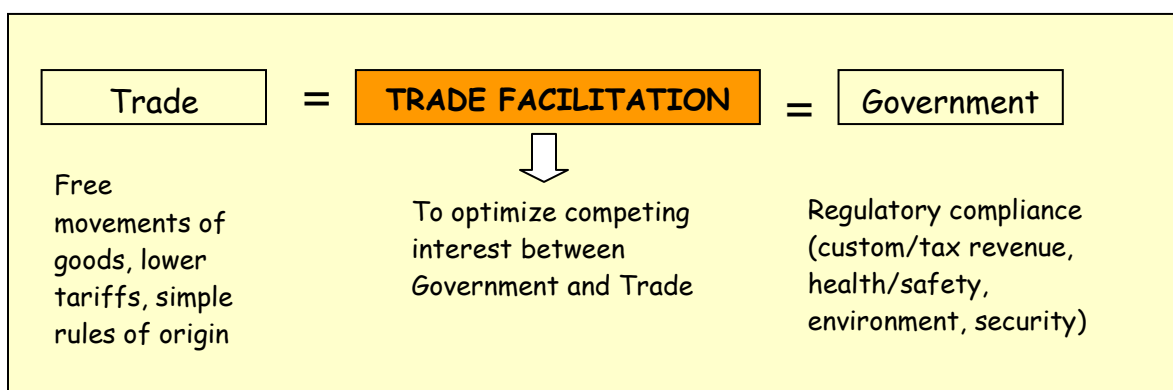 Trade = TRADE FACILITATION = Government
Free
movements of
goods, lower
tariffs, simple
rules of origin
To optimize competing
interest between
Government and Trade
Regulatory compliance
(custom/tax revenue,
health/safety,
environment, security)